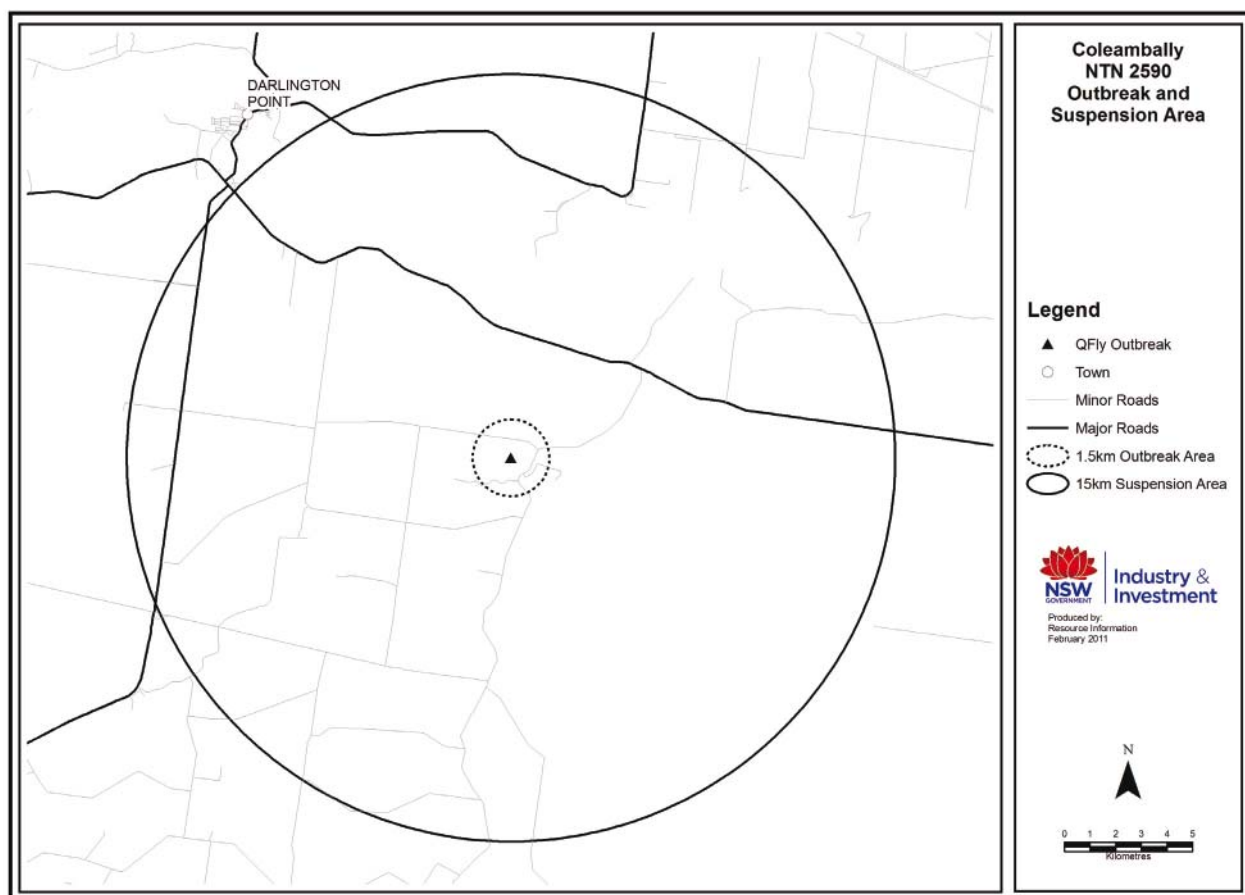 DARLINGTON
POINT
Coleambally
NTN 2590
Outbreak and
Suspension Area
Legend
QFly Outbreak
Town
Minor Roads
Major Roads
1.5km Outbreak Area
15km Suspension Area
NSW
GOVERNMENT
Industry &
Investment
Produced by:
Resource Information
February 2011
N
0 1 2 3 4 5
Kilometres